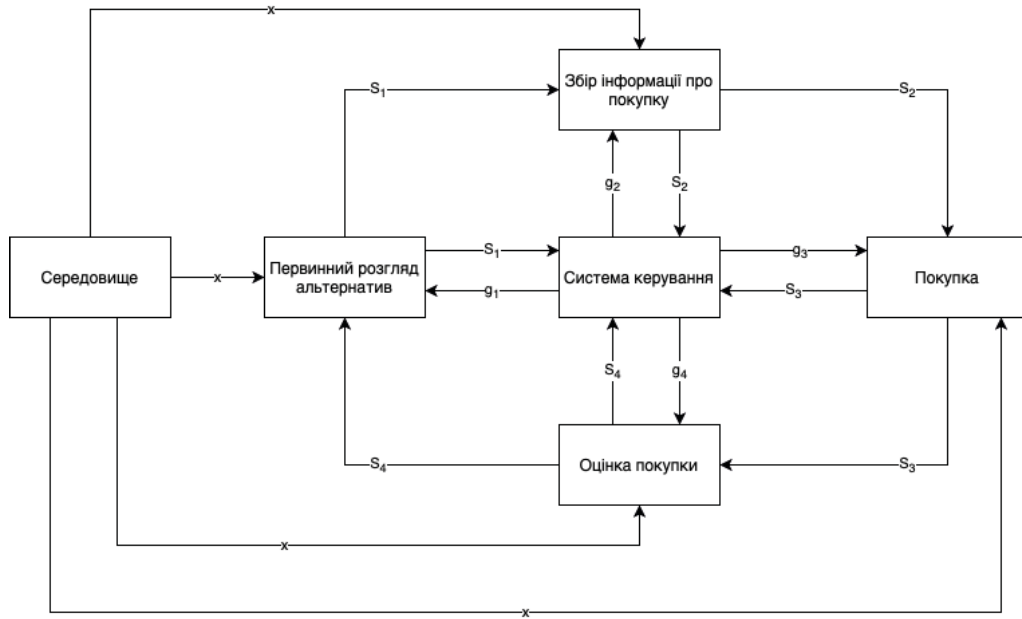 x
Збір інформації про
покупку
S₁
S₂
g₂
S₂
Середовище
x
Первинний розгляд
альтернатив
S₁
g₁
Система керування
g₃
S₃
Покупка
S₄
g₄
S₄
Оцінка покупки
S₃
x
x